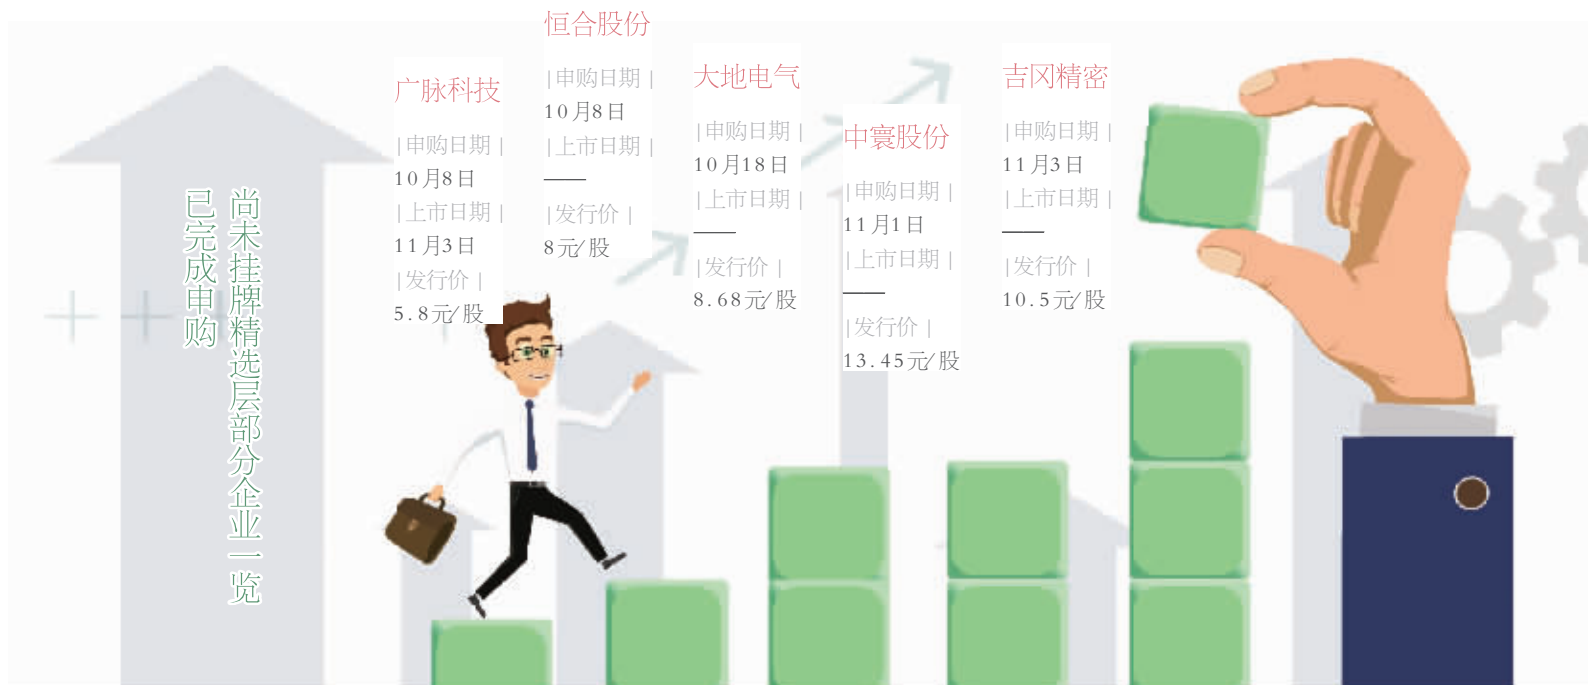 已完成申购
尚未挂牌精选层部分企业一览
广脉科技
|申购日期|
10月8日
|上市日期|
11月3日
|发行价|
5.8元/股
恒合股份
|申购日期|
10月8日
|上市日期|
——
|发行价|
8元/股
大地电气
|申购日期|
10月18日
|上市日期|
——
|发行价|
8.68元/股
中寰股份
|申购日期|
11月1日
|上市日期|
——
|发行价|
13.45元/股
吉冈精密
|申购日期|
11月3日
|上市日期|
——
|发行价|
10.5元/股